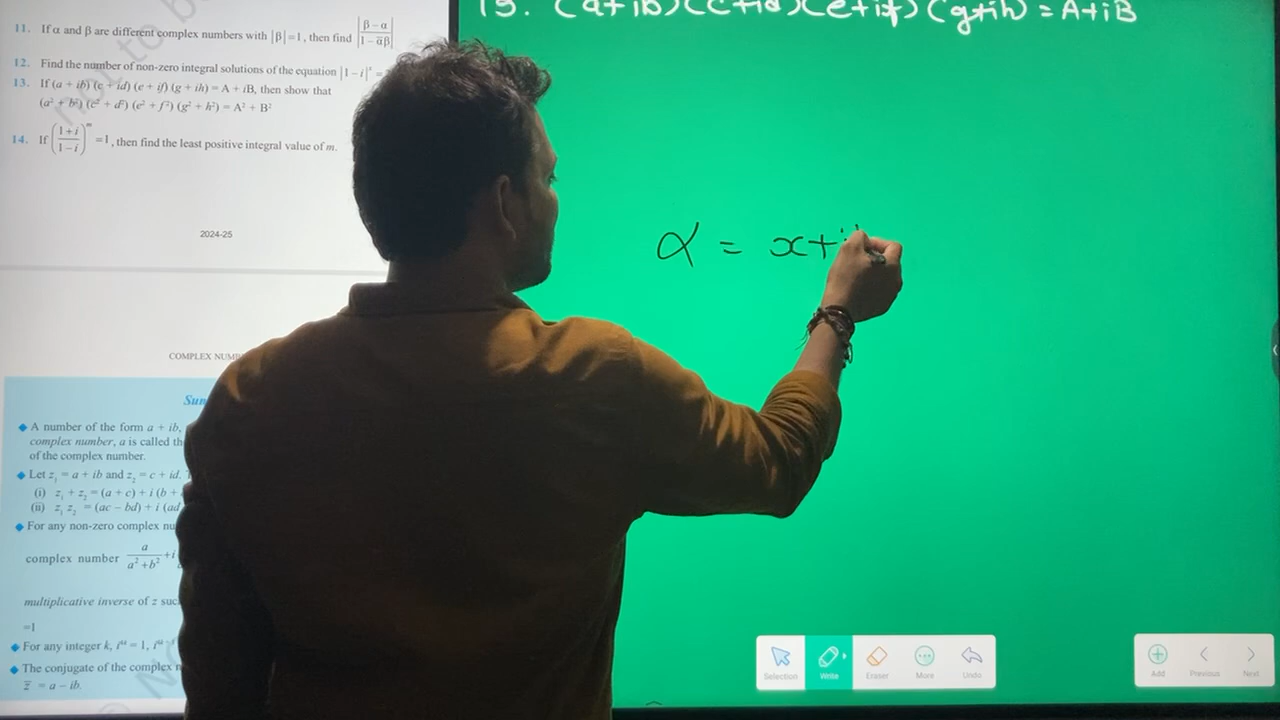 11. If α and β are different complex numbers with |β|=1, then find |β−α / 1−ᾱβ|
12. Find the number of non-zero integral solutions of the equation |1−i|ˣ =
13. If (a + ib) (c + id) (e + if) (g + ih) = A + iB, then show that
(a² + b²) (c² + d²) (e² + f²) (g² + h²) = A² + B²
14. If (1+i / 1−i)ᵐ =1, then find the least positive integral value of m.
2024-25
COMPLEX
◆ A number of the form a + ib,
complex number, a is called
of the complex number.
◆ Let z₁ = a + ib and z₂ = c + id.
(i) z₁ + z₂ = (a + c) + i (b +
(ii) z₁ z₂ = (ac − bd) + i (ad
◆ For any non-zero complex
complex number a / a²+b² +i
multiplicative inverse of z
=1
◆ For any integer k, i⁴ᵏ = 1,
◆ The conjugate of the complex
z̄ = a − ib.
13. (a+ib)(c+id)(e+if)(g+ih) = A+iB
α = x+i
Selection Write Eraser More Undo
Add Previous Next